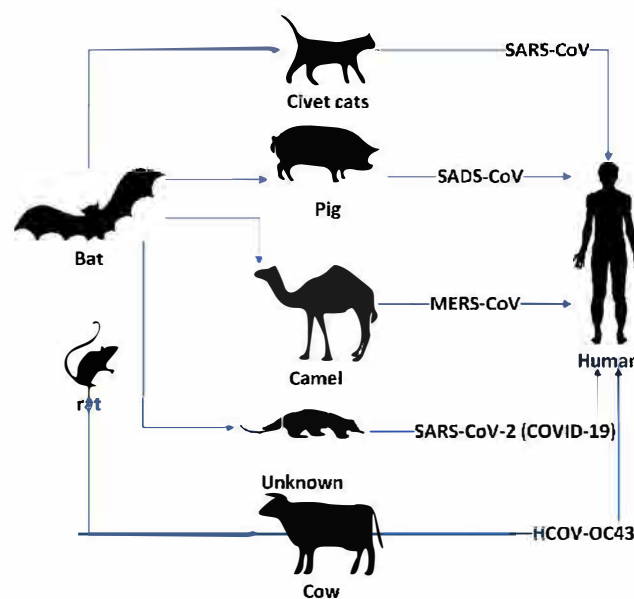 SARS-CoV
Civet cats
SADS-CoV
Pig
Bat
MERS-CoV
Human
Camel
rat
SARS-CoV-2 (COVID-19)
Unknown
HCOV-OC43
Cow